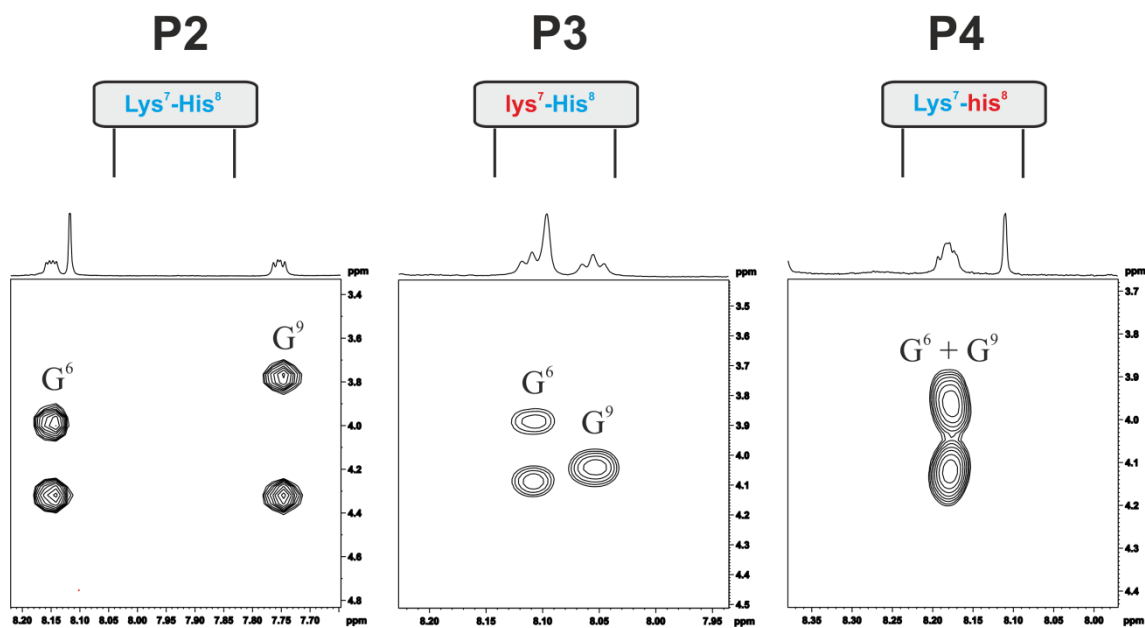 P2
P3
P4
Lys⁷-His⁸
lys⁷-His⁸
Lys⁷-his⁸
ppm
3.4
3.6
3.8
4.0
4.2
4.4
4.6
4.8
G⁶
G⁹
8.20 8.15 8.10 8.05 8.00 7.95 7.90 7.85 7.80 7.75 7.70 ppm
ppm
3.5
3.6
3.7
3.8
3.9
4.0
4.1
4.2
4.3
4.4
4.5
G⁶
G⁹
8.20 8.15 8.10 8.05 8.00 7.95 ppm
ppm
3.7
3.8
3.9
4.0
4.1
4.2
4.3
4.4
G⁶ + G⁹
8.35 8.30 8.25 8.20 8.15 8.10 8.05 8.00 ppm